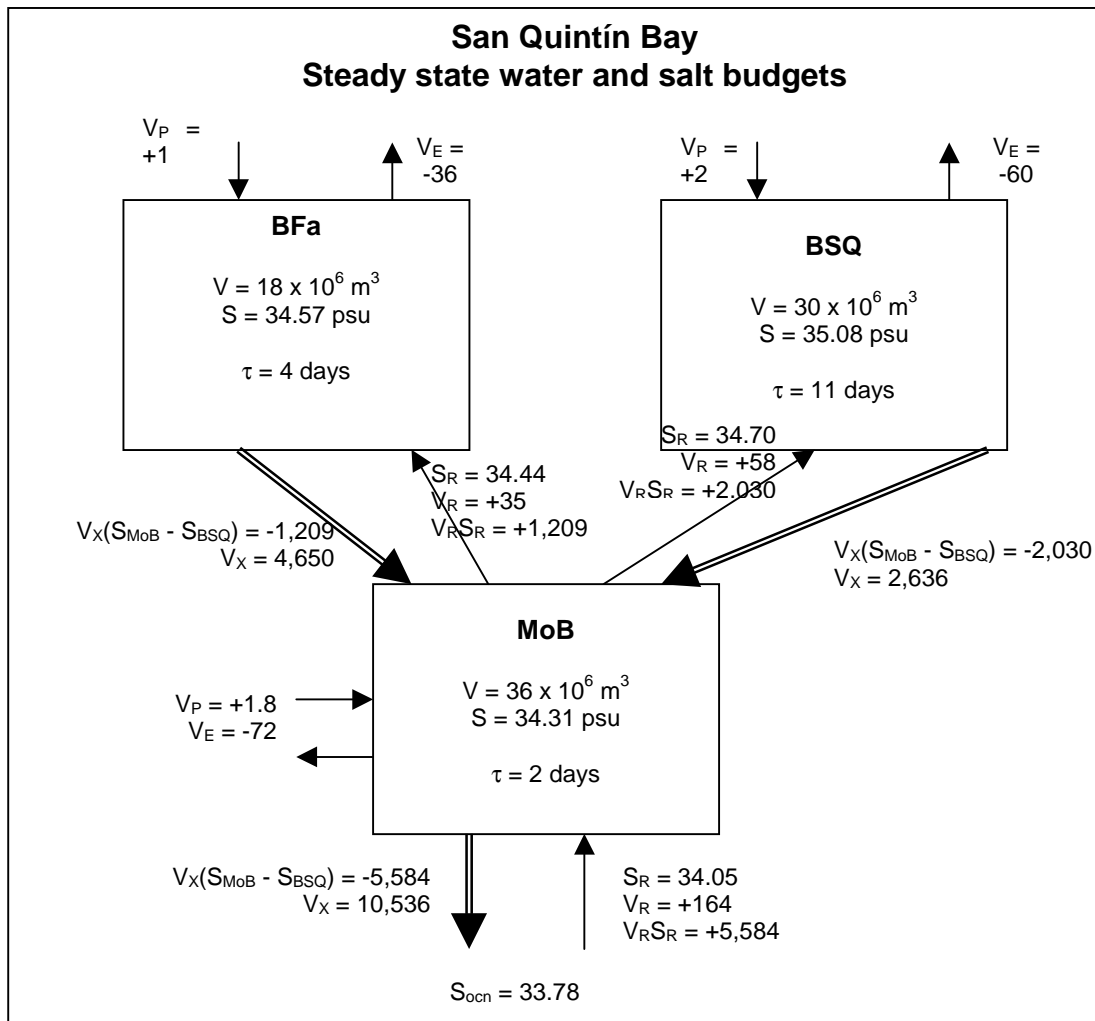 San Quintín Bay
Steady state water and salt budgets
V_P =
+1
V_E =
-36
V_P =
+2
V_E =
-60
BFa
V = 18 x 10^6 m^3
S = 34.57 psu
τ = 4 days
BSQ
V = 30 x 10^6 m^3
S = 35.08 psu
τ = 11 days
S_R = 34.44
V_R = +35
V_RS_R = +1,209
S_R = 34.70
V_R = +58
V_RS_R = +2.030
V_X(S_MoB - S_BSQ) = -1,209
V_X = 4,650
V_X(S_MoB - S_BSQ) = -2,030
V_X = 2,636
MoB
V = 36 x 10^6 m^3
S = 34.31 psu
τ = 2 days
V_P = +1.8
V_E = -72
V_X(S_MoB - S_BSQ) = -5,584
V_X = 10,536
S_R = 34.05
V_R = +164
V_RS_R = +5,584
S_ocn = 33.78